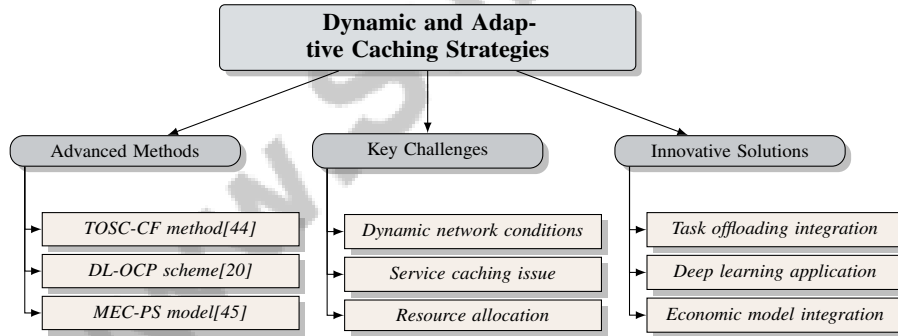 Dynamic and Adap-
tive Caching Strategies
Advanced Methods
Key Challenges
Innovative Solutions
TOSC-CF method[44]
DL-OCP scheme[20]
MEC-PS model[45]
Dynamic network conditions
Service caching issue
Resource allocation
Task offloading integration
Deep learning application
Economic model integration